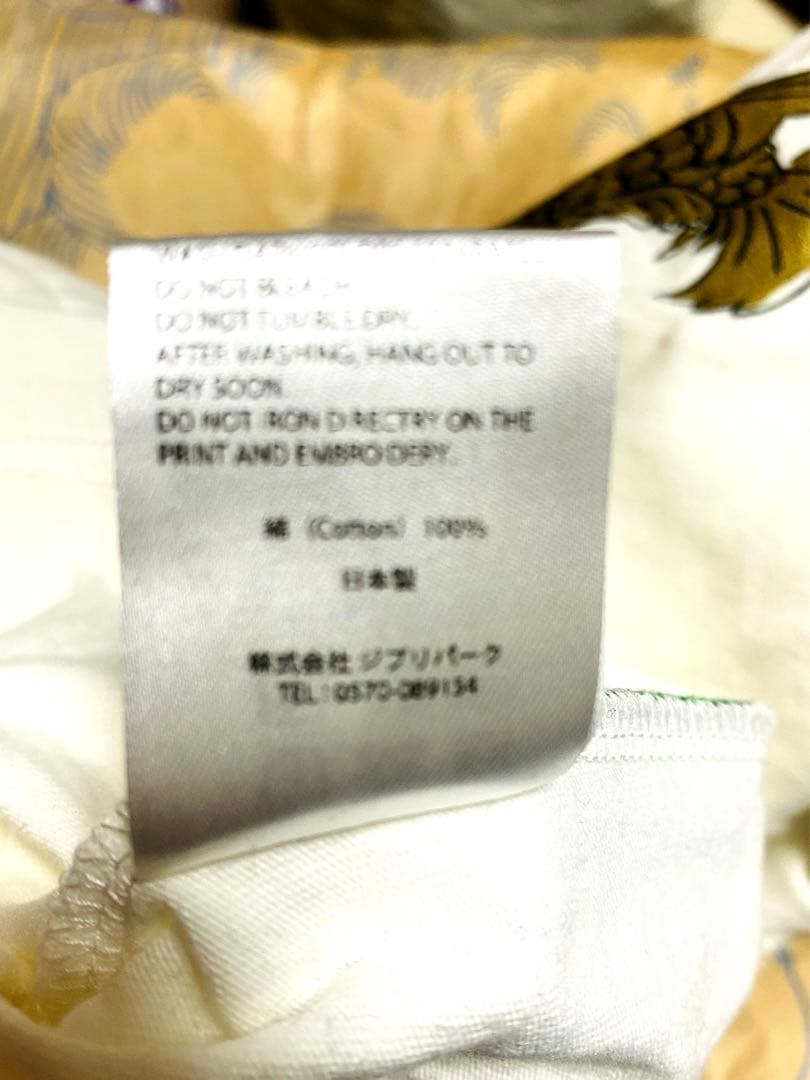 DO NOT BLEACH
DO NOT TUMBLE DRY.
AFTER WASHING, HANG OUT TO
DRY SOON.
DO NOT IRON DIRECTRY ON THE
PRINT AND EMBROIDERY.
綿 (Cotton) 100%
日本製
株式会社 ジブリパーク
TEL:0570-089154